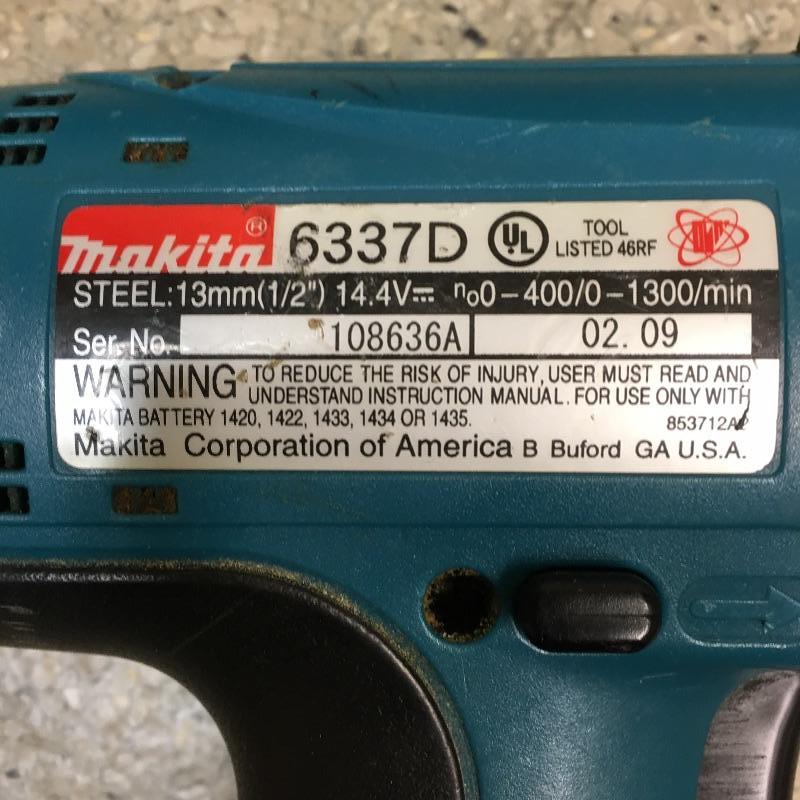 Makita® 6337D UL TOOL LISTED 46RF
STEEL:13mm(1/2") 14.4V⎓ n₀0-400/0-1300/min
Ser. No. 108636A 02.09
WARNING TO REDUCE THE RISK OF INJURY, USER MUST READ AND
UNDERSTAND INSTRUCTION MANUAL. FOR USE ONLY WITH
MAKITA BATTERY 1420, 1422, 1433, 1434 OR 1435.
Makita Corporation of America B Buford GA U.S.A.